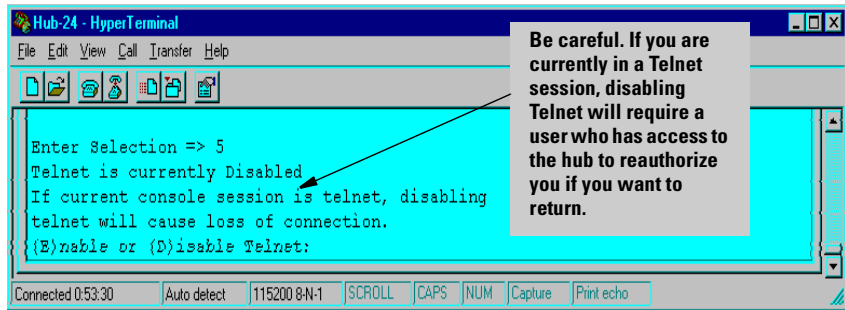 Hub-24 - HyperTerminal
File Edit View Call Transfer Help
Be careful. If you are
currently in a Telnet
session, disabling
Telnet will require a
user who has access to
the hub to reauthorize
you if you want to
return.
Enter Selection => 5
Telnet is currently Disabled
If current console session is telnet, disabling
telnet will cause loss of connection.
(E)nable or (D)isable Telnet:
Connected 0:53:30 Auto detect 115200 8-N-1 SCROLL CAPS NUM Capture Print echo